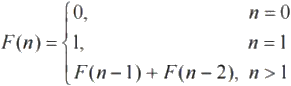 F(n) = { 0, n = 0
1, n = 1
F(n−1) + F(n−2), n > 1